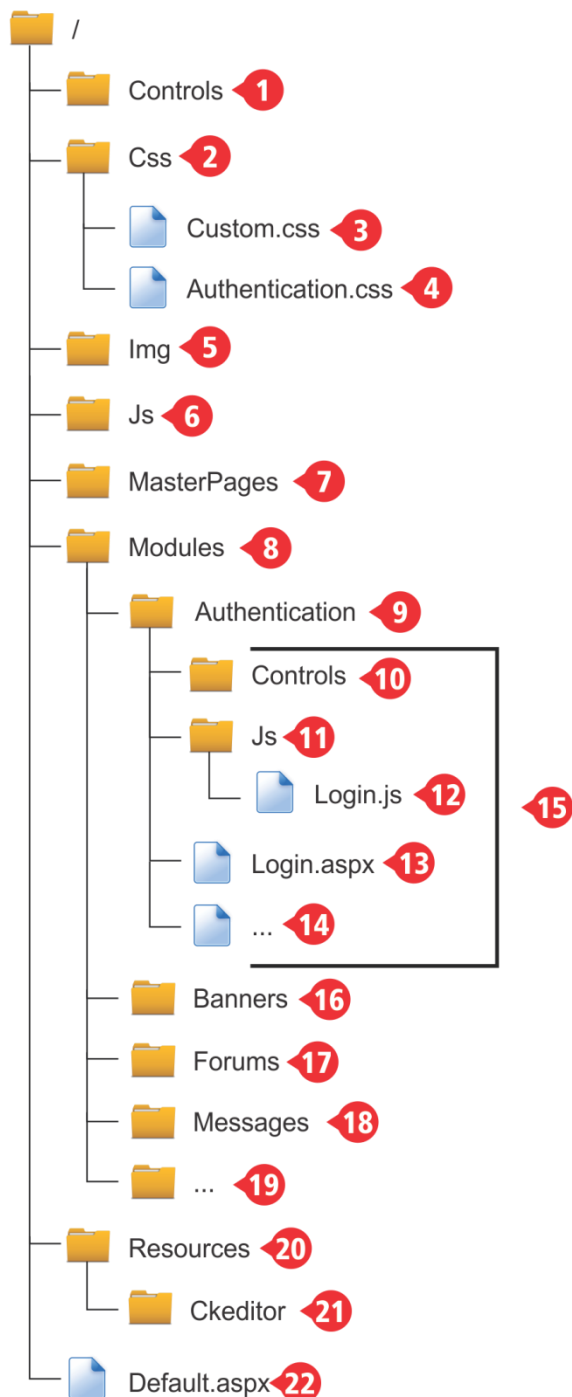 /
Controls 1
Css 2
Custom.css 3
Authentication.css 4
Img 5
Js 6
MasterPages 7
Modules 8
Authentication 9
Controls 10
Js 11
Login.js 12
15
Login.aspx 13
... 14
Banners 16
Forums 17
Messages 18
... 19
Resources 20
Ckeditor 21
Default.aspx 22